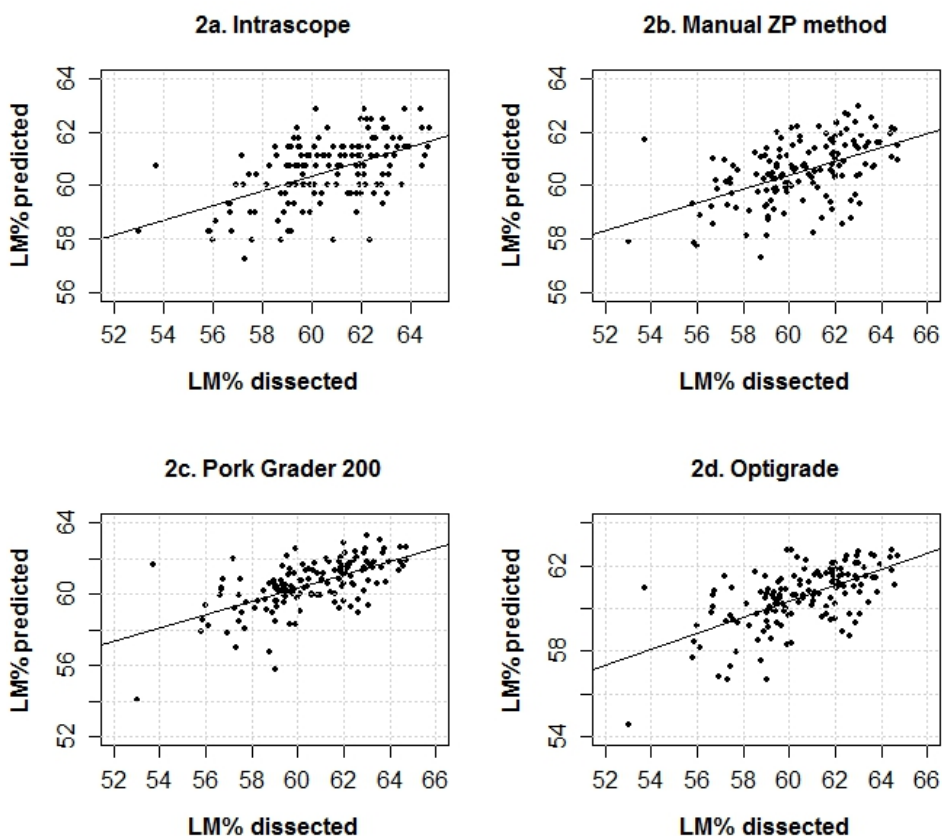 2a. Intrascope
LM% predicted
64
62
60
58
56
52 54 56 58 60 62 64
LM% dissected
2b. Manual ZP method
LM% predicted
64
62
60
58
56
52 54 56 58 60 62 64 66
LM% dissected
2c. Pork Grader 200
LM% predicted
64
60
56
52
52 54 56 58 60 62 64 66
LM% dissected
2d. Optigrade
LM% predicted
62
58
54
52 54 56 58 60 62 64 66
LM% dissected